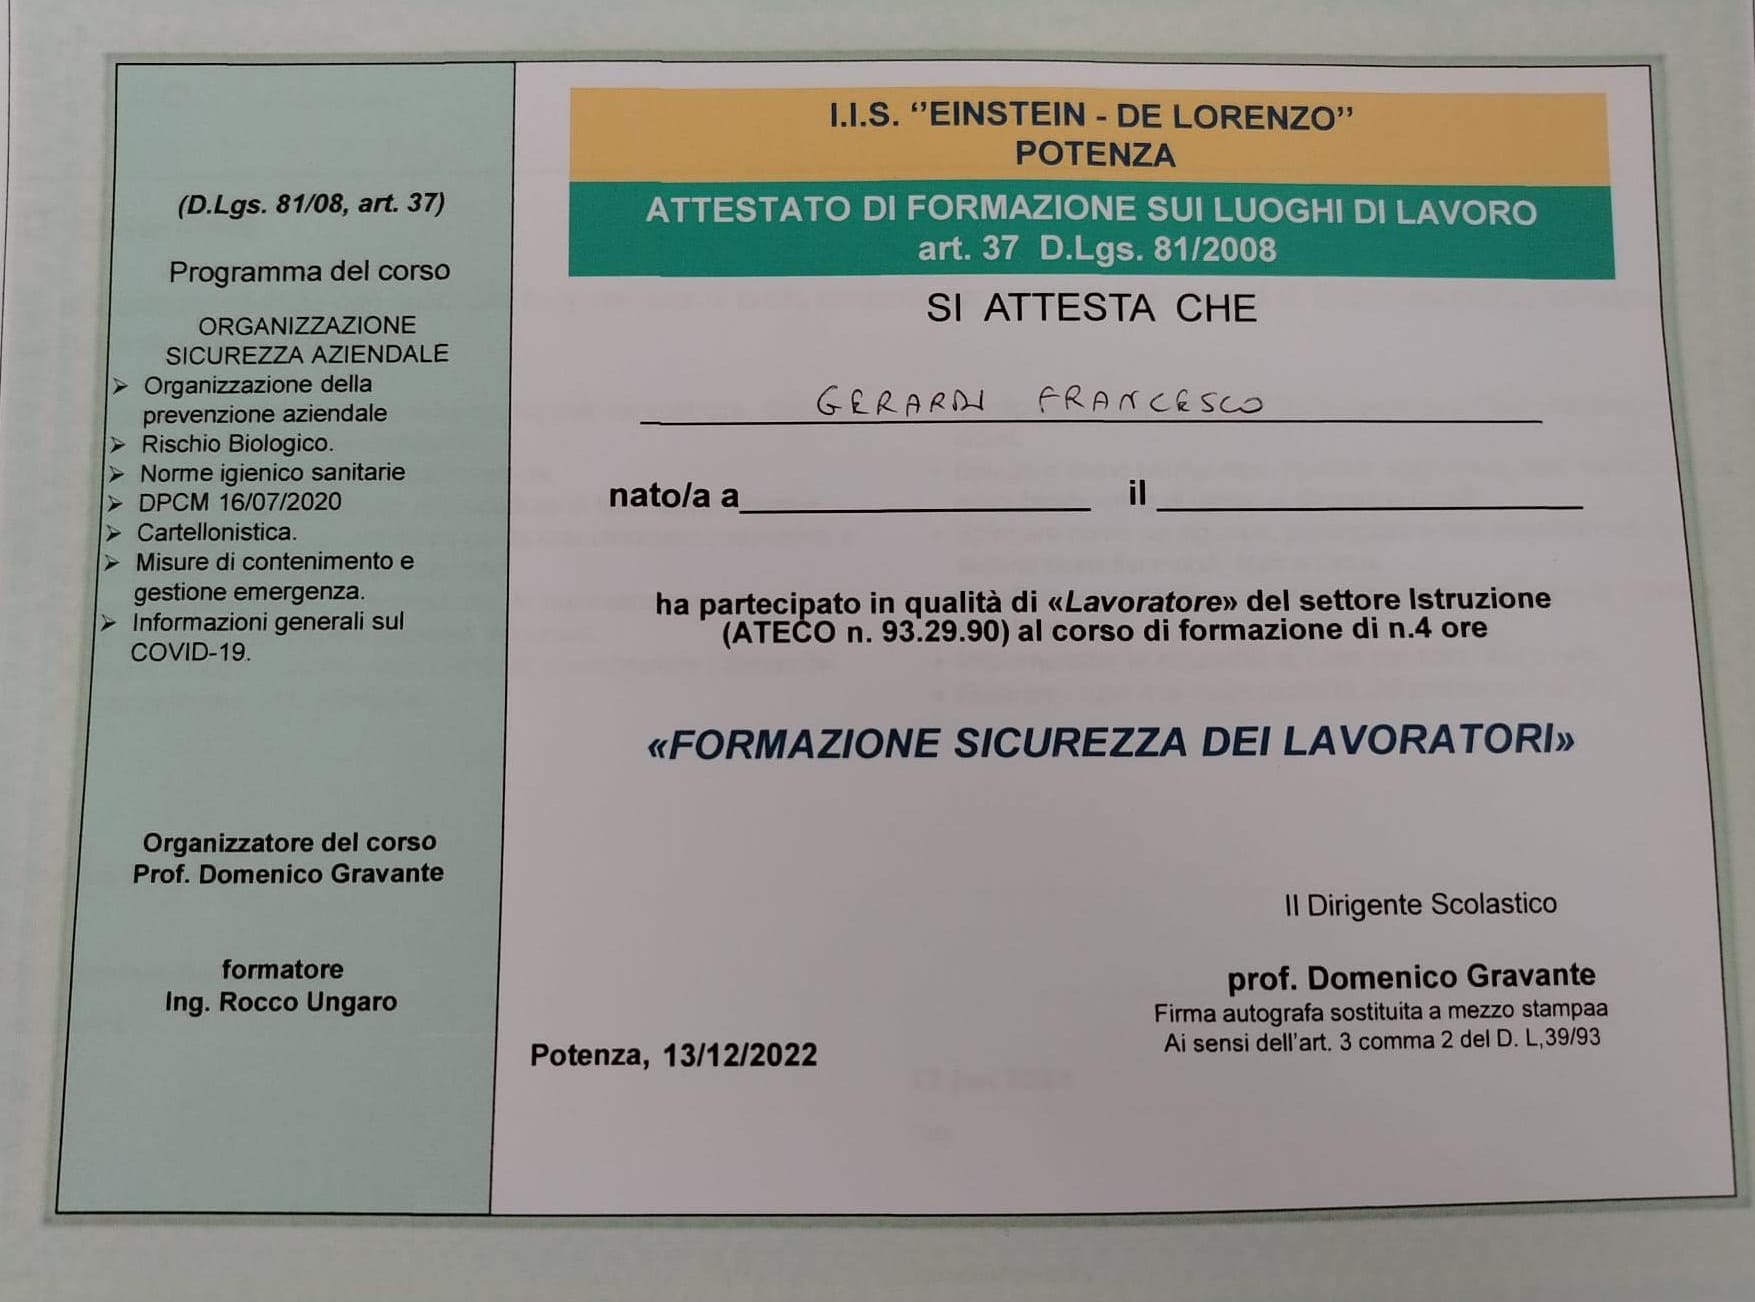 (D.Lgs. 81/08, art. 37)
Programma del corso
ORGANIZZAZIONE
SICUREZZA AZIENDALE
➢ Organizzazione della
prevenzione aziendale
➢ Rischio Biologico.
➢ Norme igienico sanitarie
➢ DPCM 16/07/2020
➢ Cartellonistica.
➢ Misure di contenimento e
gestione emergenza.
➢ Informazioni generali sul
COVID-19.
Organizzatore del corso
Prof. Domenico Gravante
formatore
Ing. Rocco Ungaro
I.I.S. ‘’EINSTEIN - DE LORENZO’’
POTENZA
ATTESTATO DI FORMAZIONE SUI LUOGHI DI LAVORO
art. 37 D.Lgs. 81/2008
SI ATTESTA CHE
GERARDI FRANCESCO
nato/a a il
ha partecipato in qualità di «Lavoratore» del settore Istruzione
(ATECO n. 93.29.90) al corso di formazione di n.4 ore
«FORMAZIONE SICUREZZA DEI LAVORATORI»
Il Dirigente Scolastico
prof. Domenico Gravante
Firma autografa sostituita a mezzo stampaa
Ai sensi dell’art. 3 comma 2 del D. L,39/93
Potenza, 13/12/2022